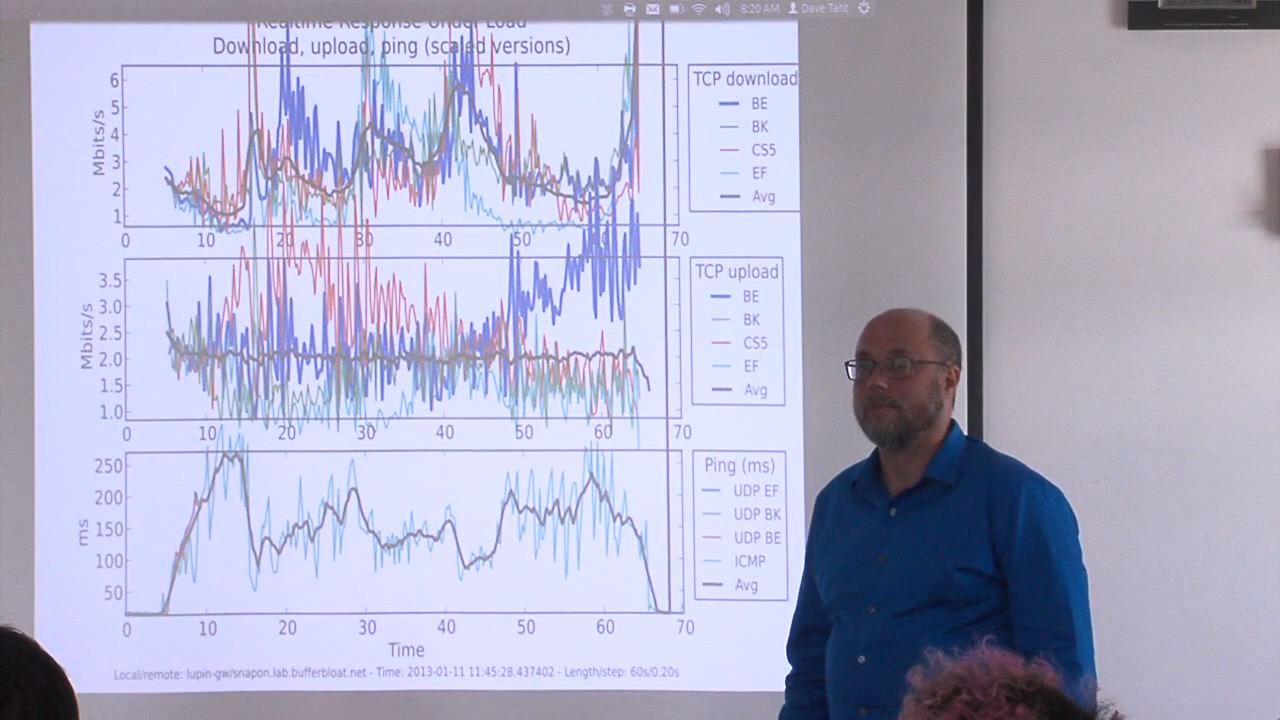 8:20 AM Dave Taht
Realtime Response Under Load
Download, upload, ping (scaled versions)
Mbits/s
6
5
4
3
2
1
0 10 20 30 40 50 60 70
TCP download
BE
BK
CS5
EF
Avg
Mbits/s
3.5
3.0
2.5
2.0
1.5
1.0
0 10 20 30 40 50 60 70
TCP upload
BE
BK
CS5
EF
Avg
ms
250
200
150
100
50
0 10 20 30 40 50 60 70
Time
Ping (ms)
UDP EF
UDP BK
UDP BE
ICMP
Avg
Local/remote: lupin-gw/snapon.lab.bufferbloat.net - Time: 2013-01-11 11:45:28.437402 - Length/step: 60s/0.20s